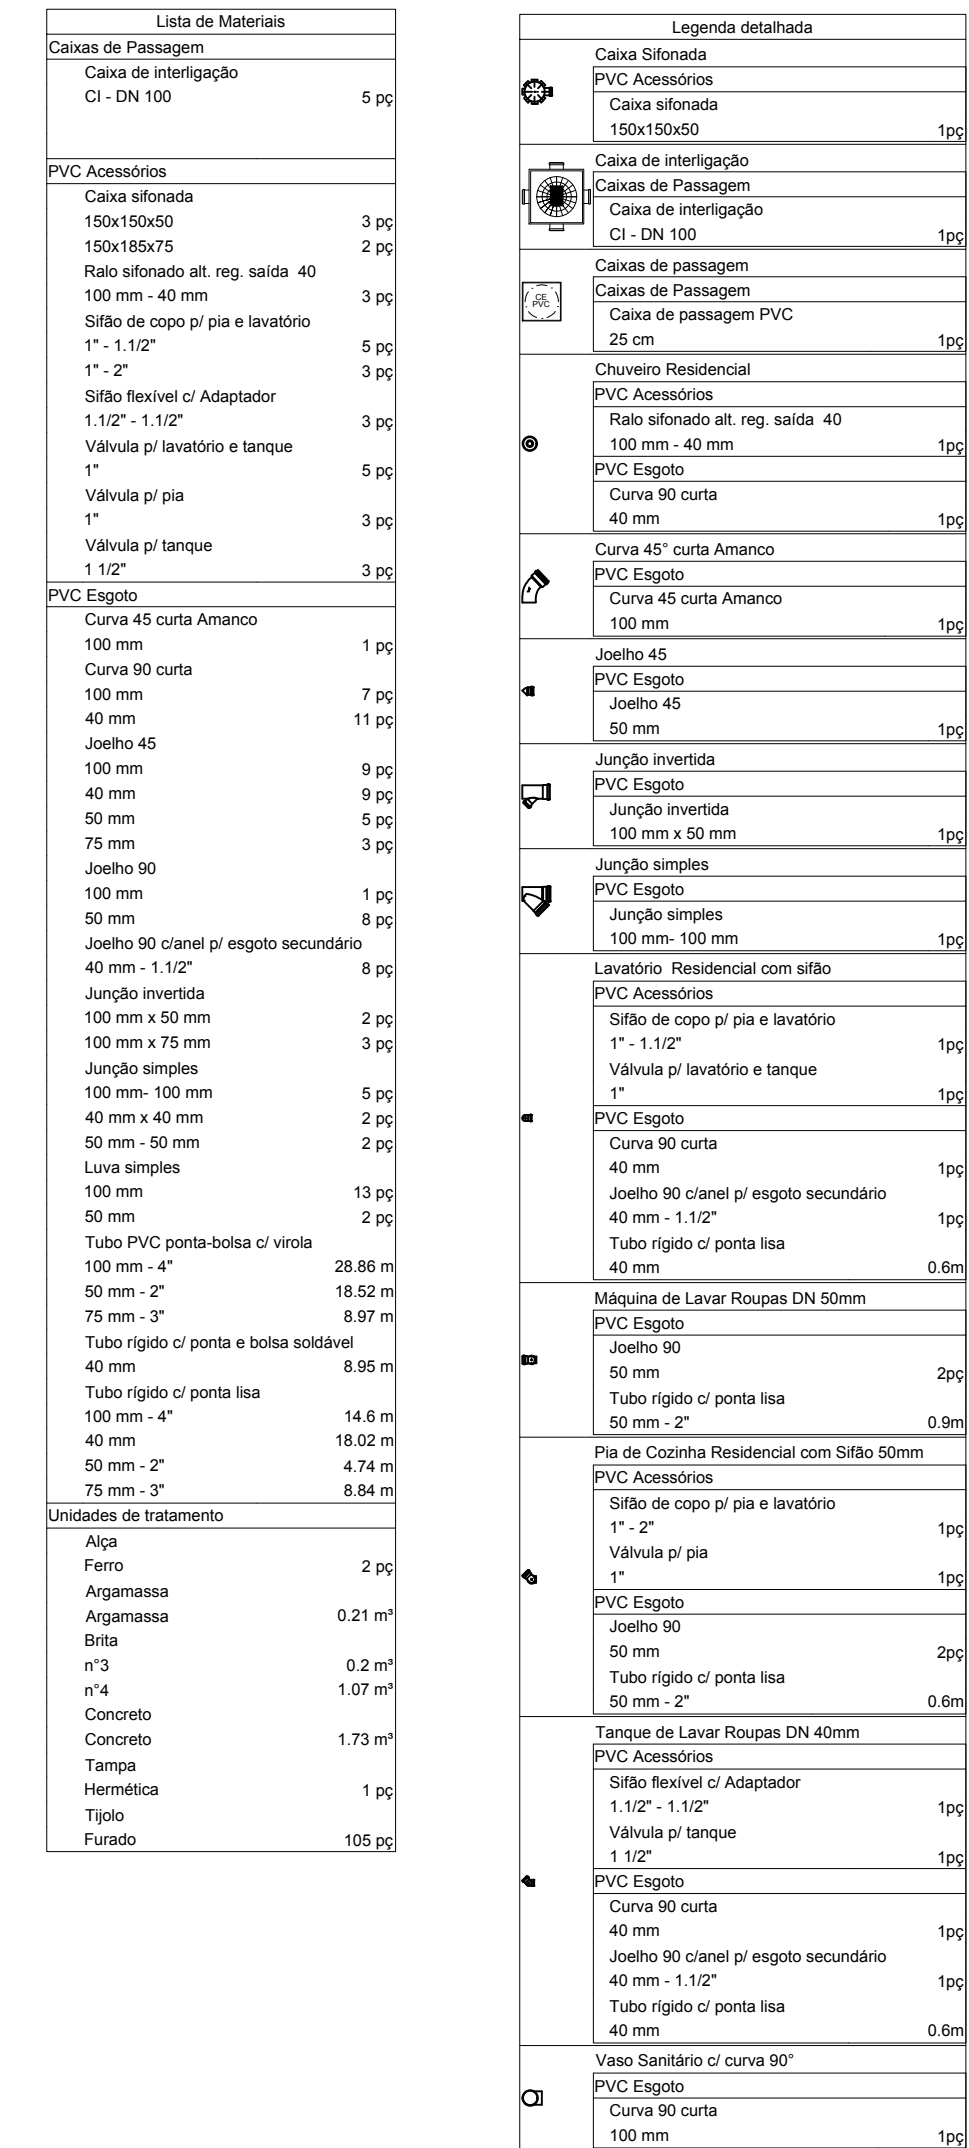 Lista de Materiais
Caixas de Passagem
Caixa de interligação
CI - DN 100 5 pç
PVC Acessórios
Caixa sifonada
150x150x50 3 pç
150x185x75 2 pç
Ralo sifonado alt. reg. saída 40
100 mm - 40 mm 3 pç
Sifão de copo p/ pia e lavatório
1" - 1.1/2" 5 pç
1" - 2" 3 pç
Sifão flexível c/ Adaptador
1.1/2" - 1.1/2" 3 pç
Válvula p/ lavatório e tanque
1" 5 pç
Válvula p/ pia
1" 3 pç
Válvula p/ tanque
1 1/2" 3 pç
PVC Esgoto
Curva 45 curta Amanco
100 mm 1 pç
Curva 90 curta
100 mm 7 pç
40 mm 11 pç
Joelho 45
100 mm 9 pç
40 mm 9 pç
50 mm 5 pç
75 mm 3 pç
Joelho 90
100 mm 1 pç
50 mm 8 pç
Joelho 90 c/anel p/ esgoto secundário
40 mm - 1.1/2" 8 pç
Junção invertida
100 mm x 50 mm 2 pç
100 mm x 75 mm 3 pç
Junção simples
100 mm- 100 mm 5 pç
40 mm x 40 mm 2 pç
50 mm - 50 mm 2 pç
Luva simples
100 mm 13 pç
50 mm 2 pç
Tubo PVC ponta-bolsa c/ virola
100 mm - 4" 28.86 m
50 mm - 2" 18.52 m
75 mm - 3" 8.97 m
Tubo rígido c/ ponta e bolsa soldável
40 mm 8.95 m
Tubo rígido c/ ponta lisa
100 mm - 4" 14.6 m
40 mm 18.02 m
50 mm - 2" 4.74 m
75 mm - 3" 8.84 m
Unidades de tratamento
Alça
Ferro 2 pç
Argamassa
Argamassa 0.21 m³
Brita
n°3 0.2 m³
n°4 1.07 m³
Concreto
Concreto 1.73 m³
Tampa
Hermética 1 pç
Tijolo
Furado 105 pç
Legenda detalhada
Caixa Sifonada
PVC Acessórios
Caixa sifonada
150x150x50 1pç
Caixa de interligação
Caixas de Passagem
Caixa de interligação
CI - DN 100 1pç
Caixas de passagem
Caixas de Passagem
CE
PVC
Caixa de passagem PVC
25 cm 1pç
Chuveiro Residencial
PVC Acessórios
Ralo sifonado alt. reg. saída 40
100 mm - 40 mm 1pç
PVC Esgoto
Curva 90 curta
40 mm 1pç
Curva 45° curta Amanco
PVC Esgoto
Curva 45 curta Amanco
100 mm 1pç
Joelho 45
PVC Esgoto
Joelho 45
50 mm 1pç
Junção invertida
PVC Esgoto
Junção invertida
100 mm x 50 mm 1pç
Junção simples
PVC Esgoto
Junção simples
100 mm- 100 mm 1pç
Lavatório Residencial com sifão
PVC Acessórios
Sifão de copo p/ pia e lavatório
1" - 1.1/2" 1pç
Válvula p/ lavatório e tanque
1" 1pç
PVC Esgoto
Curva 90 curta
40 mm 1pç
Joelho 90 c/anel p/ esgoto secundário
40 mm - 1.1/2" 1pç
Tubo rígido c/ ponta lisa
40 mm 0.6m
Máquina de Lavar Roupas DN 50mm
PVC Esgoto
Joelho 90
50 mm 2pç
Tubo rígido c/ ponta lisa
50 mm - 2" 0.9m
Pia de Cozinha Residencial com Sifão 50mm
PVC Acessórios
Sifão de copo p/ pia e lavatório
1" - 2" 1pç
Válvula p/ pia
1" 1pç
PVC Esgoto
Joelho 90
50 mm 2pç
Tubo rígido c/ ponta lisa
50 mm - 2" 0.6m
Tanque de Lavar Roupas DN 40mm
PVC Acessórios
Sifão flexível c/ Adaptador
1.1/2" - 1.1/2" 1pç
Válvula p/ tanque
1 1/2" 1pç
PVC Esgoto
Curva 90 curta
40 mm 1pç
Joelho 90 c/anel p/ esgoto secundário
40 mm - 1.1/2" 1pç
Tubo rígido c/ ponta lisa
40 mm 0.6m
Vaso Sanitário c/ curva 90°
PVC Esgoto
Curva 90 curta
100 mm 1pç